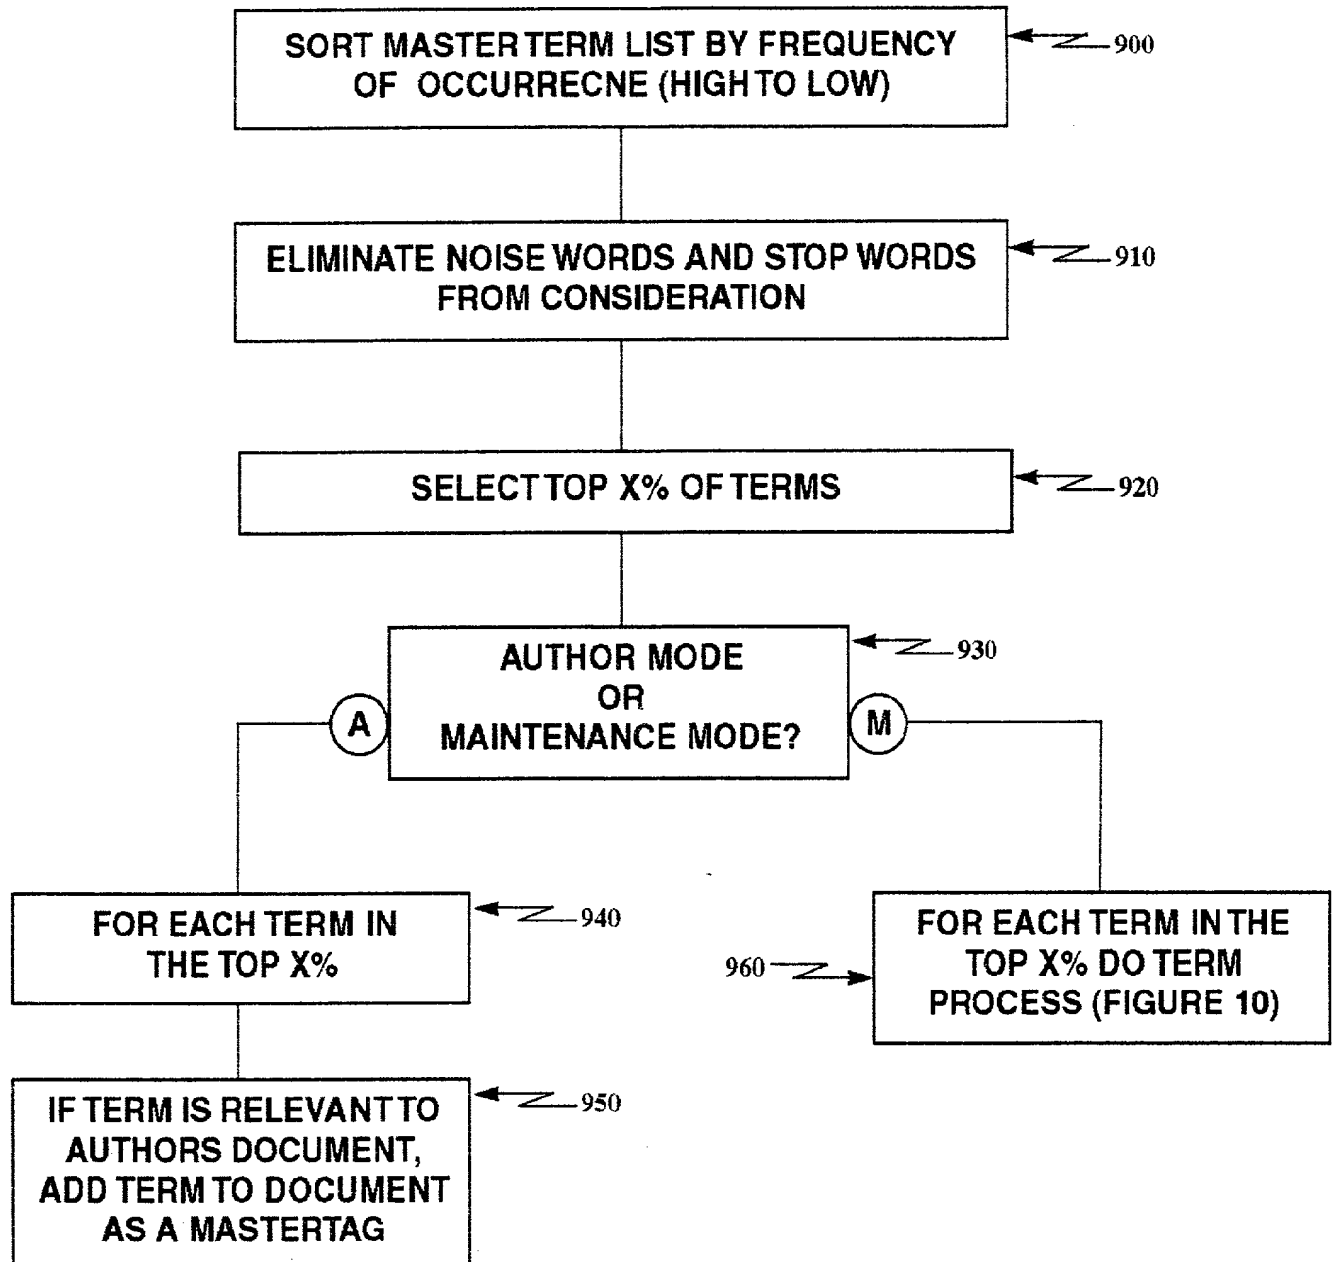 SORT MASTER TERM LIST BY FREQUENCY
OF OCCURRECNE (HIGH TO LOW)
900
ELIMINATE NOISE WORDS AND STOP WORDS
FROM CONSIDERATION
910
SELECT TOP X% OF TERMS
920
AUTHOR MODE
OR
MAINTENANCE MODE?
930
A
M
FOR EACH TERM IN
THE TOP X%
940
FOR EACH TERM IN THE
TOP X% DO TERM
PROCESS (FIGURE 10)
960
IF TERM IS RELEVANT TO
AUTHORS DOCUMENT,
ADD TERM TO DOCUMENT
AS A MASTERTAG
950